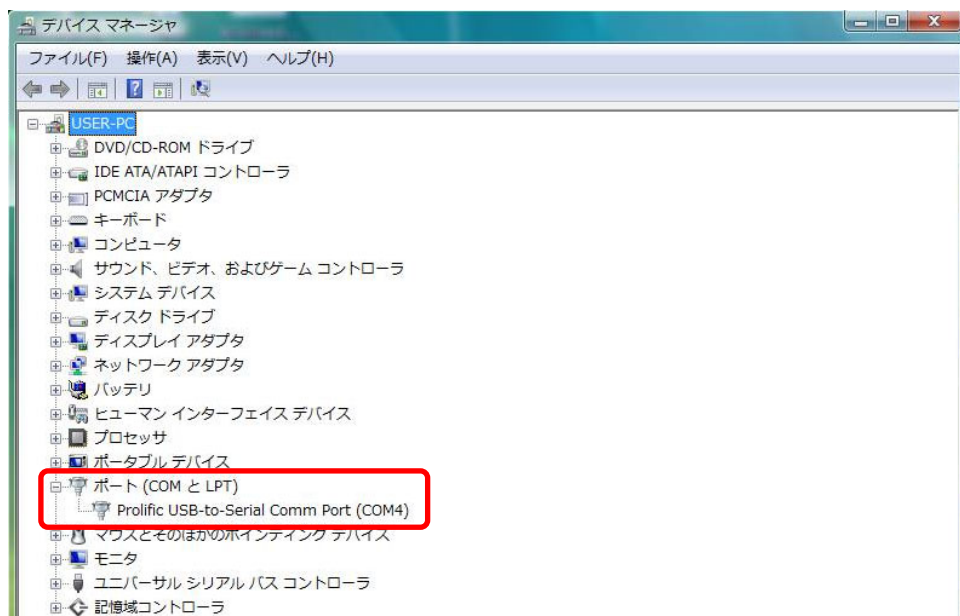 デバイス マネージャ
ファイル(F) 操作(A) 表示(V) ヘルプ(H)
USER-PC
DVD/CD-ROM ドライブ
IDE ATA/ATAPI コントローラ
PCMCIA アダプタ
キーボード
コンピュータ
サウンド、ビデオ、およびゲーム コントローラ
システム デバイス
ディスク ドライブ
ディスプレイ アダプタ
ネットワーク アダプタ
バッテリ
ヒューマン インターフェイス デバイス
プロセッサ
ポータブル デバイス
ポート (COM と LPT)
Prolific USB-to-Serial Comm Port (COM4)
マウスとそのほかのポインティング デバイス
モニタ
ユニバーサル シリアル バス コントローラ
記憶域コントローラ